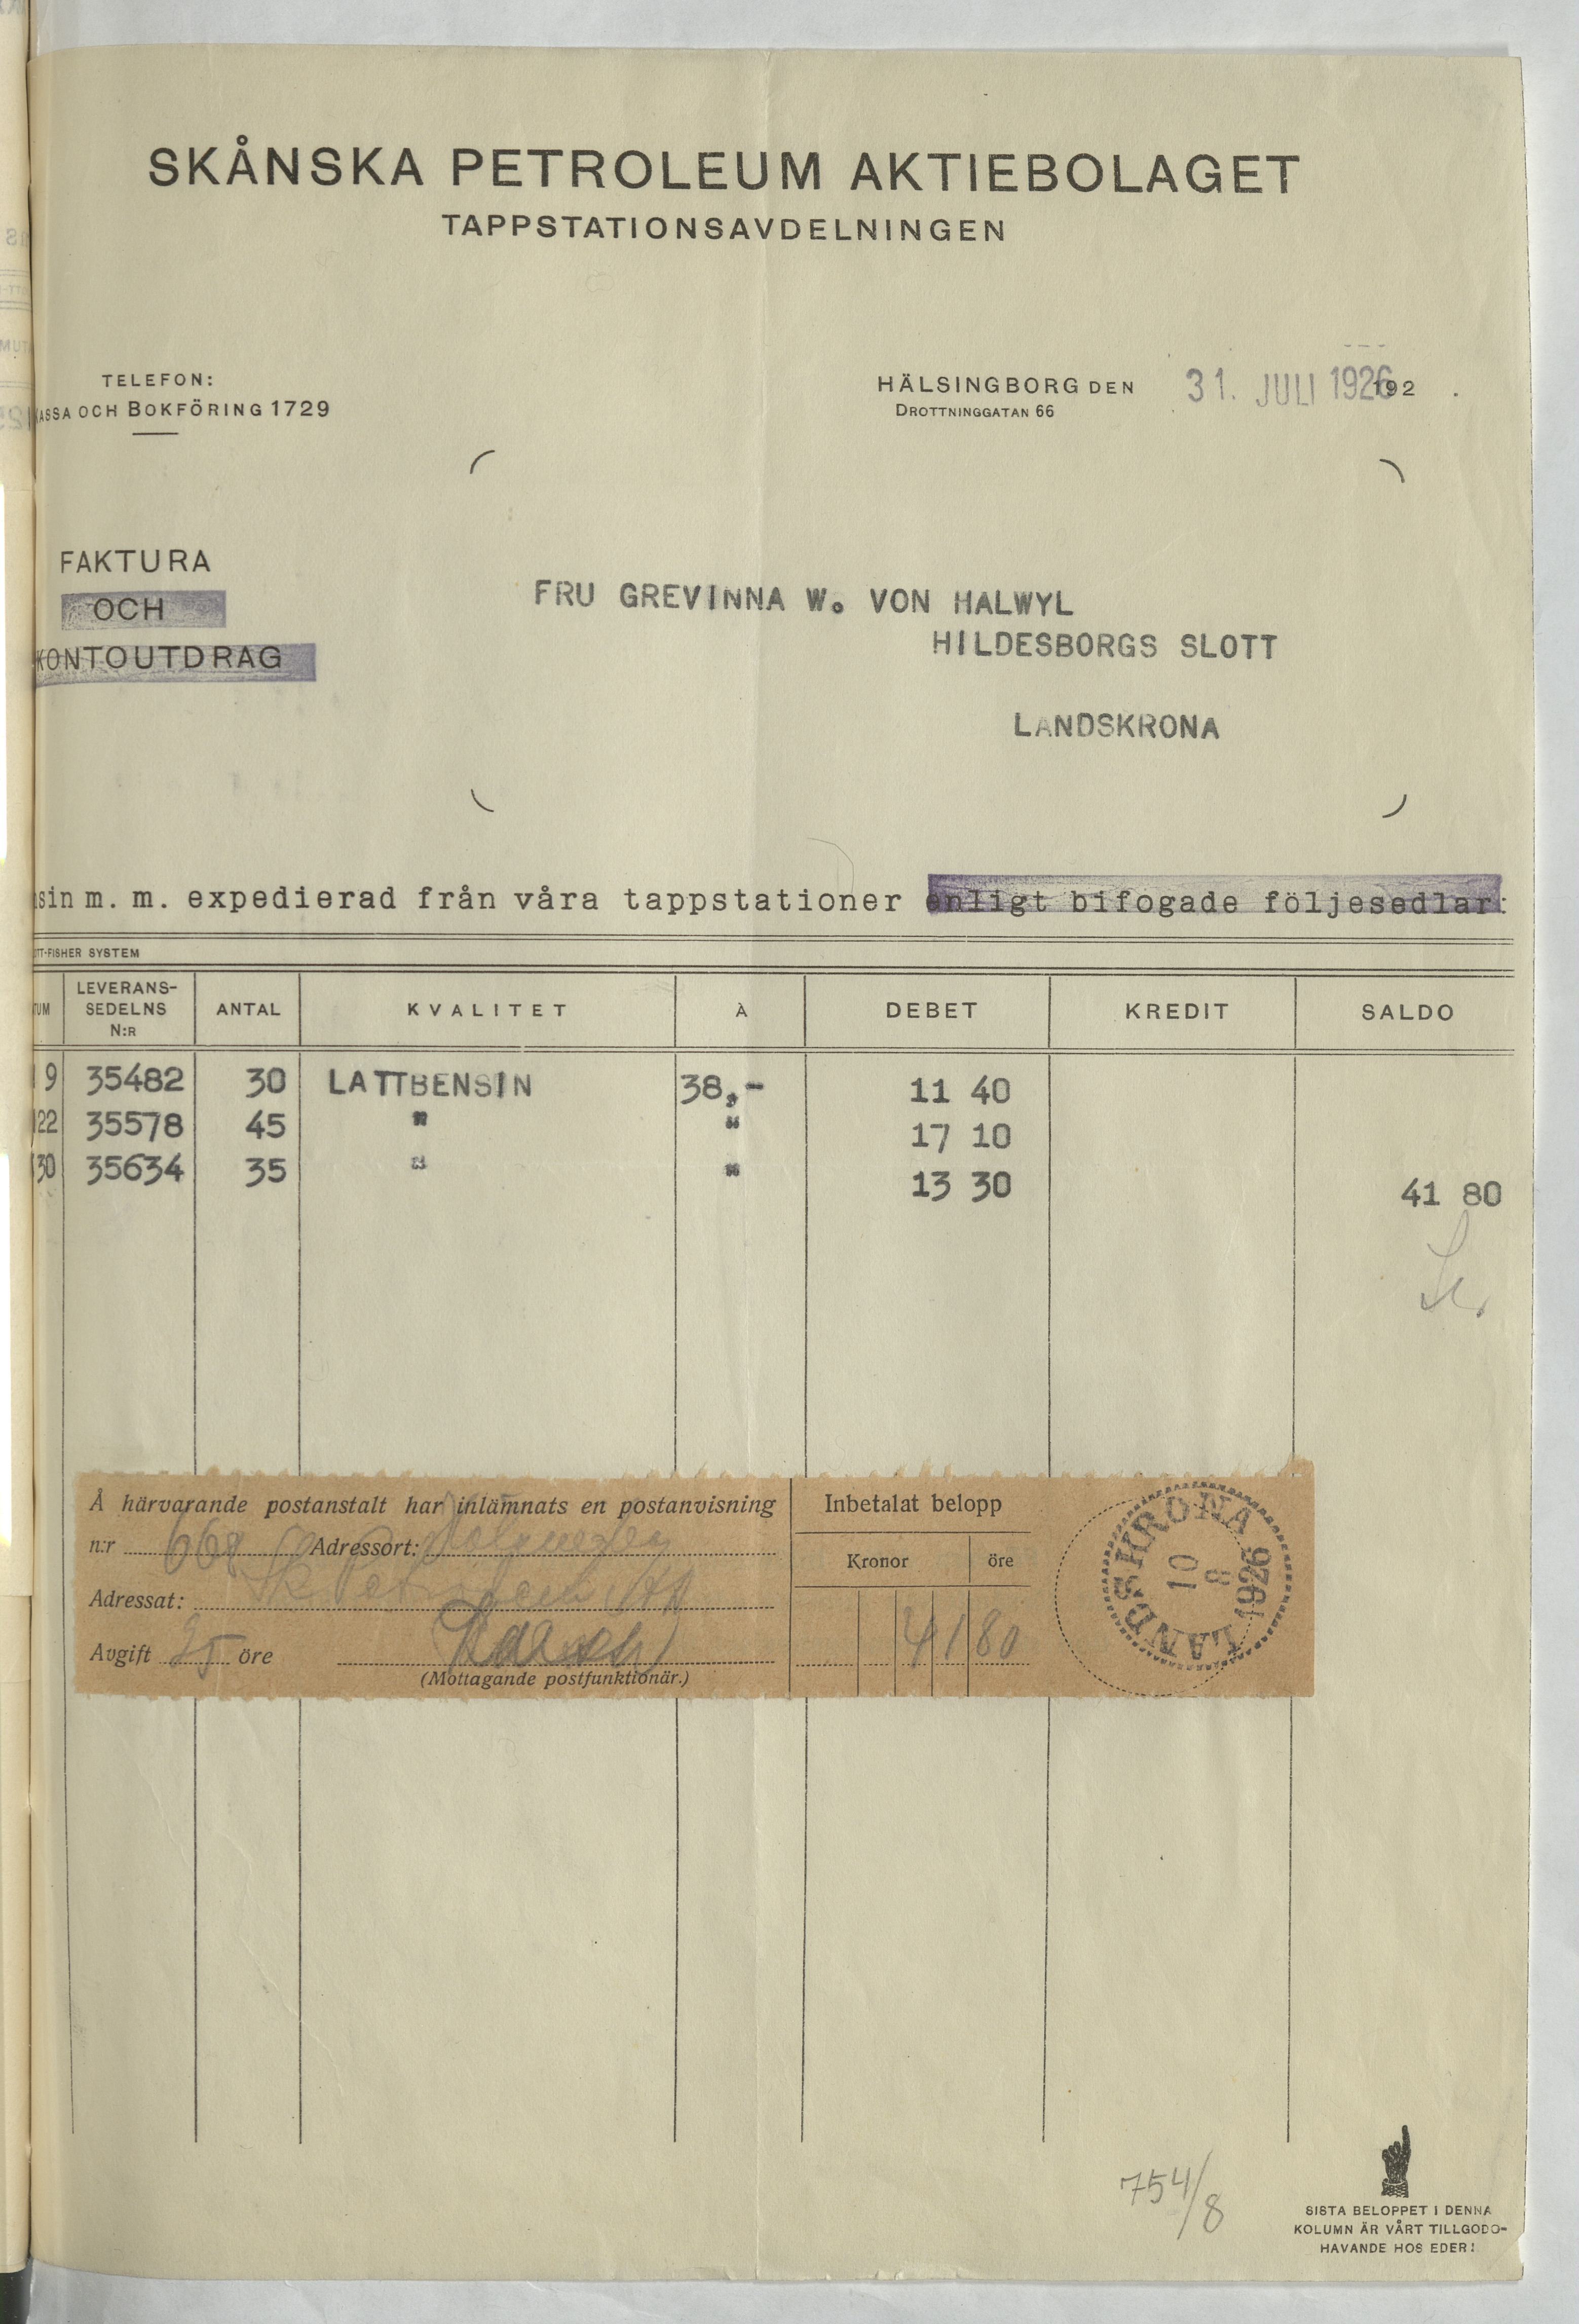 SKÅNSKA PETROLEUM AKTIEBOLAGET
TAPPSTATIONSAVDELNINGEN
TELEFON:
KASSA OCH BOKFÖRING 1729
HÄLSINGBORG DEN 31. JULI 1926 192 .
DROTTNINGGATAN 66
FAKTURA
OCH
KONTOUTDRAG
FRU GREVINNA W. VON HALWYL
HILDESBORGS SLOTT
LANDSKRONA
sin m. m. expedierad från våra tappstationer enligt bifogade följesedlar:
TT-FISHER SYSTEM
TUM LEVERANS-SEDELNS N:R ANTAL KVALITET À DEBET KREDIT SALDO
9 35482 30 LATTBENSIN 38,- 11 40
22 35578 45 " " 17 10
30 35634 35 " " 13 30 41 80
Å härvarande postanstalt har inlämnats en postanvisning
n:r 668 Adressort:
Adressat:
Avgift 25 öre
(Mottagande postfunktionär.)
Inbetalat belopp
Kronor öre
41 80
LANDSKRONA
10
8
1926
754/8
SISTA BELOPPET I DENNA
KOLUMN ÄR VÅRT TILLGODO-
HAVANDE HOS EDER!